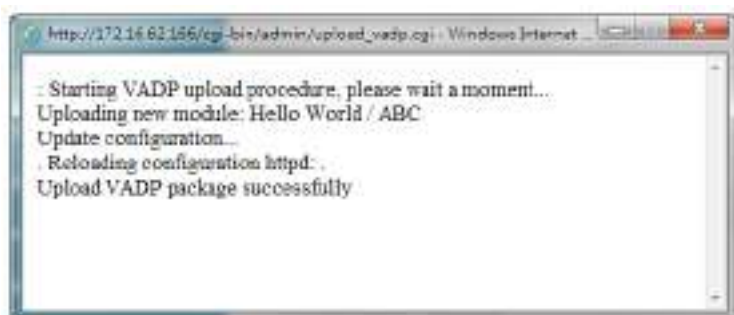 http://172.16.62.166/cgi-bin/admin/upload_vadp.cgi - Windows Internet ...
: Starting VADP upload procedure, please wait a moment...
Uploading new module: Hello World / ABC
Update configuration...
. Reloading configuration httpd: .
Upload VADP package successfully